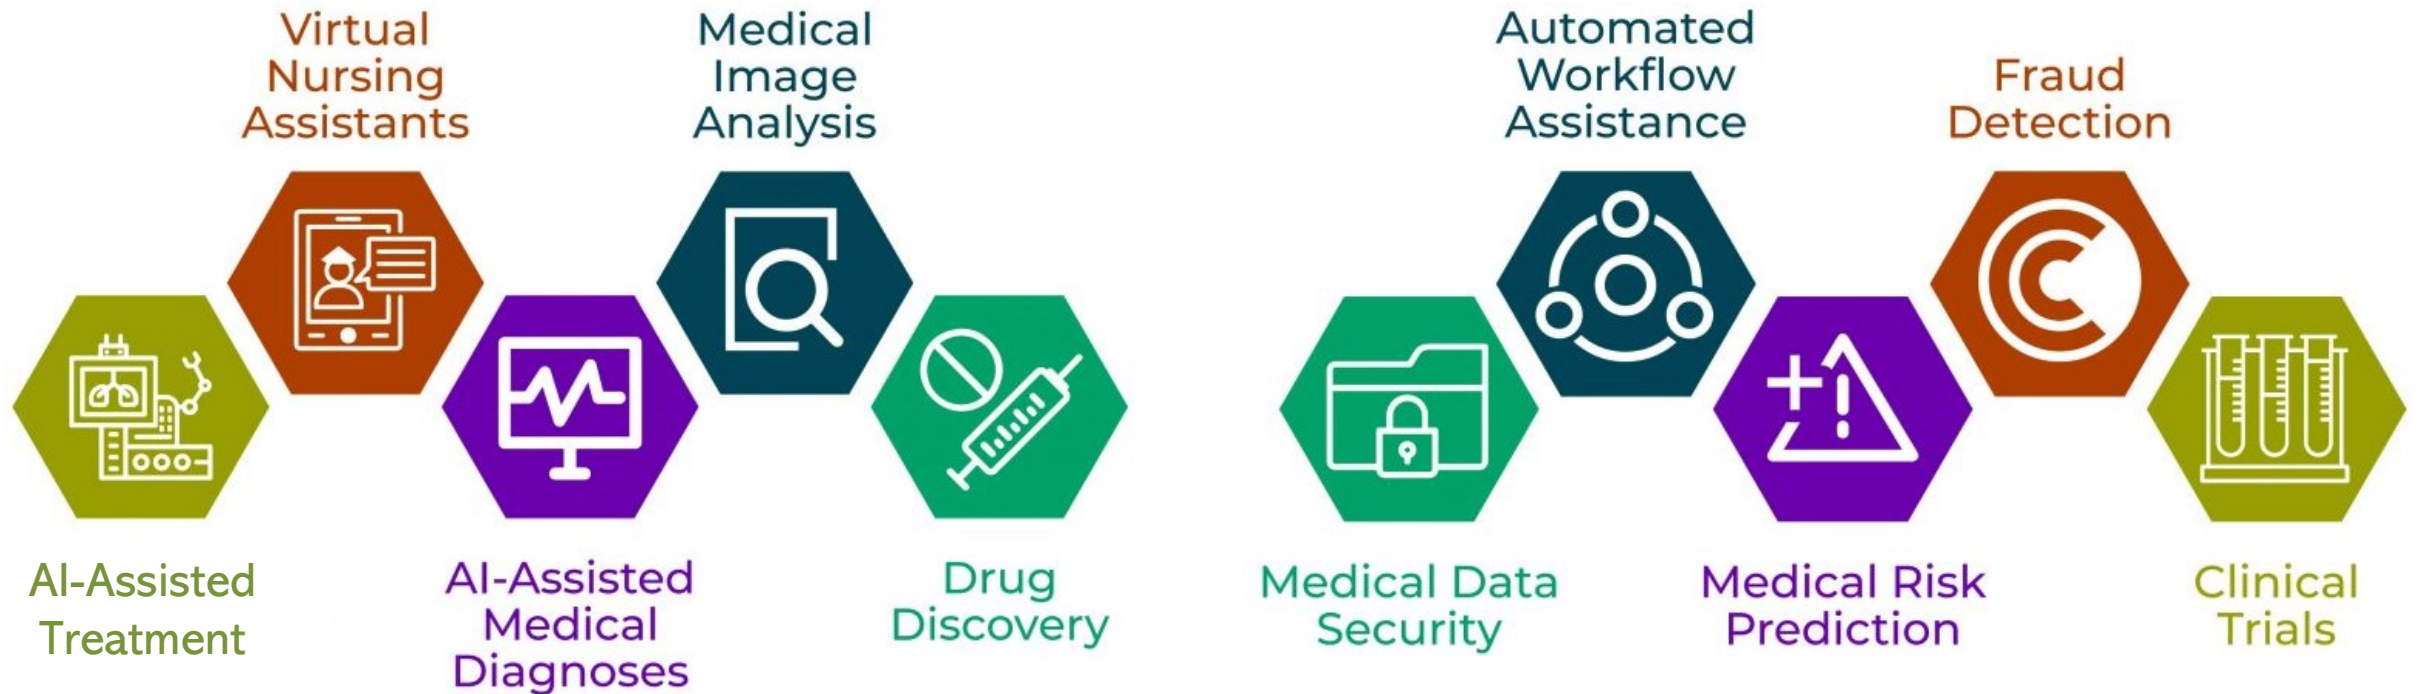 Virtual
Nursing
Assistants
Medical
Image
Analysis
Automated
Workflow
Assistance
Fraud
Detection
AI-Assisted
Treatment
AI-Assisted
Medical
Diagnoses
Drug
Discovery
Medical Data
Security
Medical Risk
Prediction
Clinical
Trials